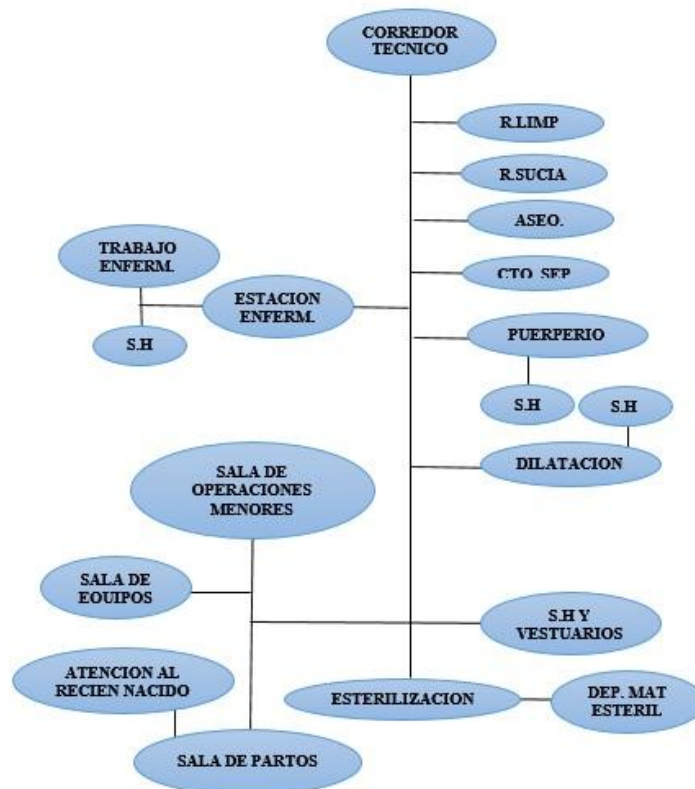 CORREDOR
TECNICO
R.LIMP
R.SUCIA
ASEO.
TRABAJO
ENFERM.
CTO. SEP
ESTACION
ENFERM.
S.H
PUERPERIO
S.H
S.H
DILATACION
SALA DE
OPERACIONES
MENORES
SALA DE
EQUIPOS
S.H Y
VESTUARIOS
ATENCION AL
RECIEN NACIDO
ESTERILIZACION
DEP. MAT
ESTERIL
SALA DE PARTOS